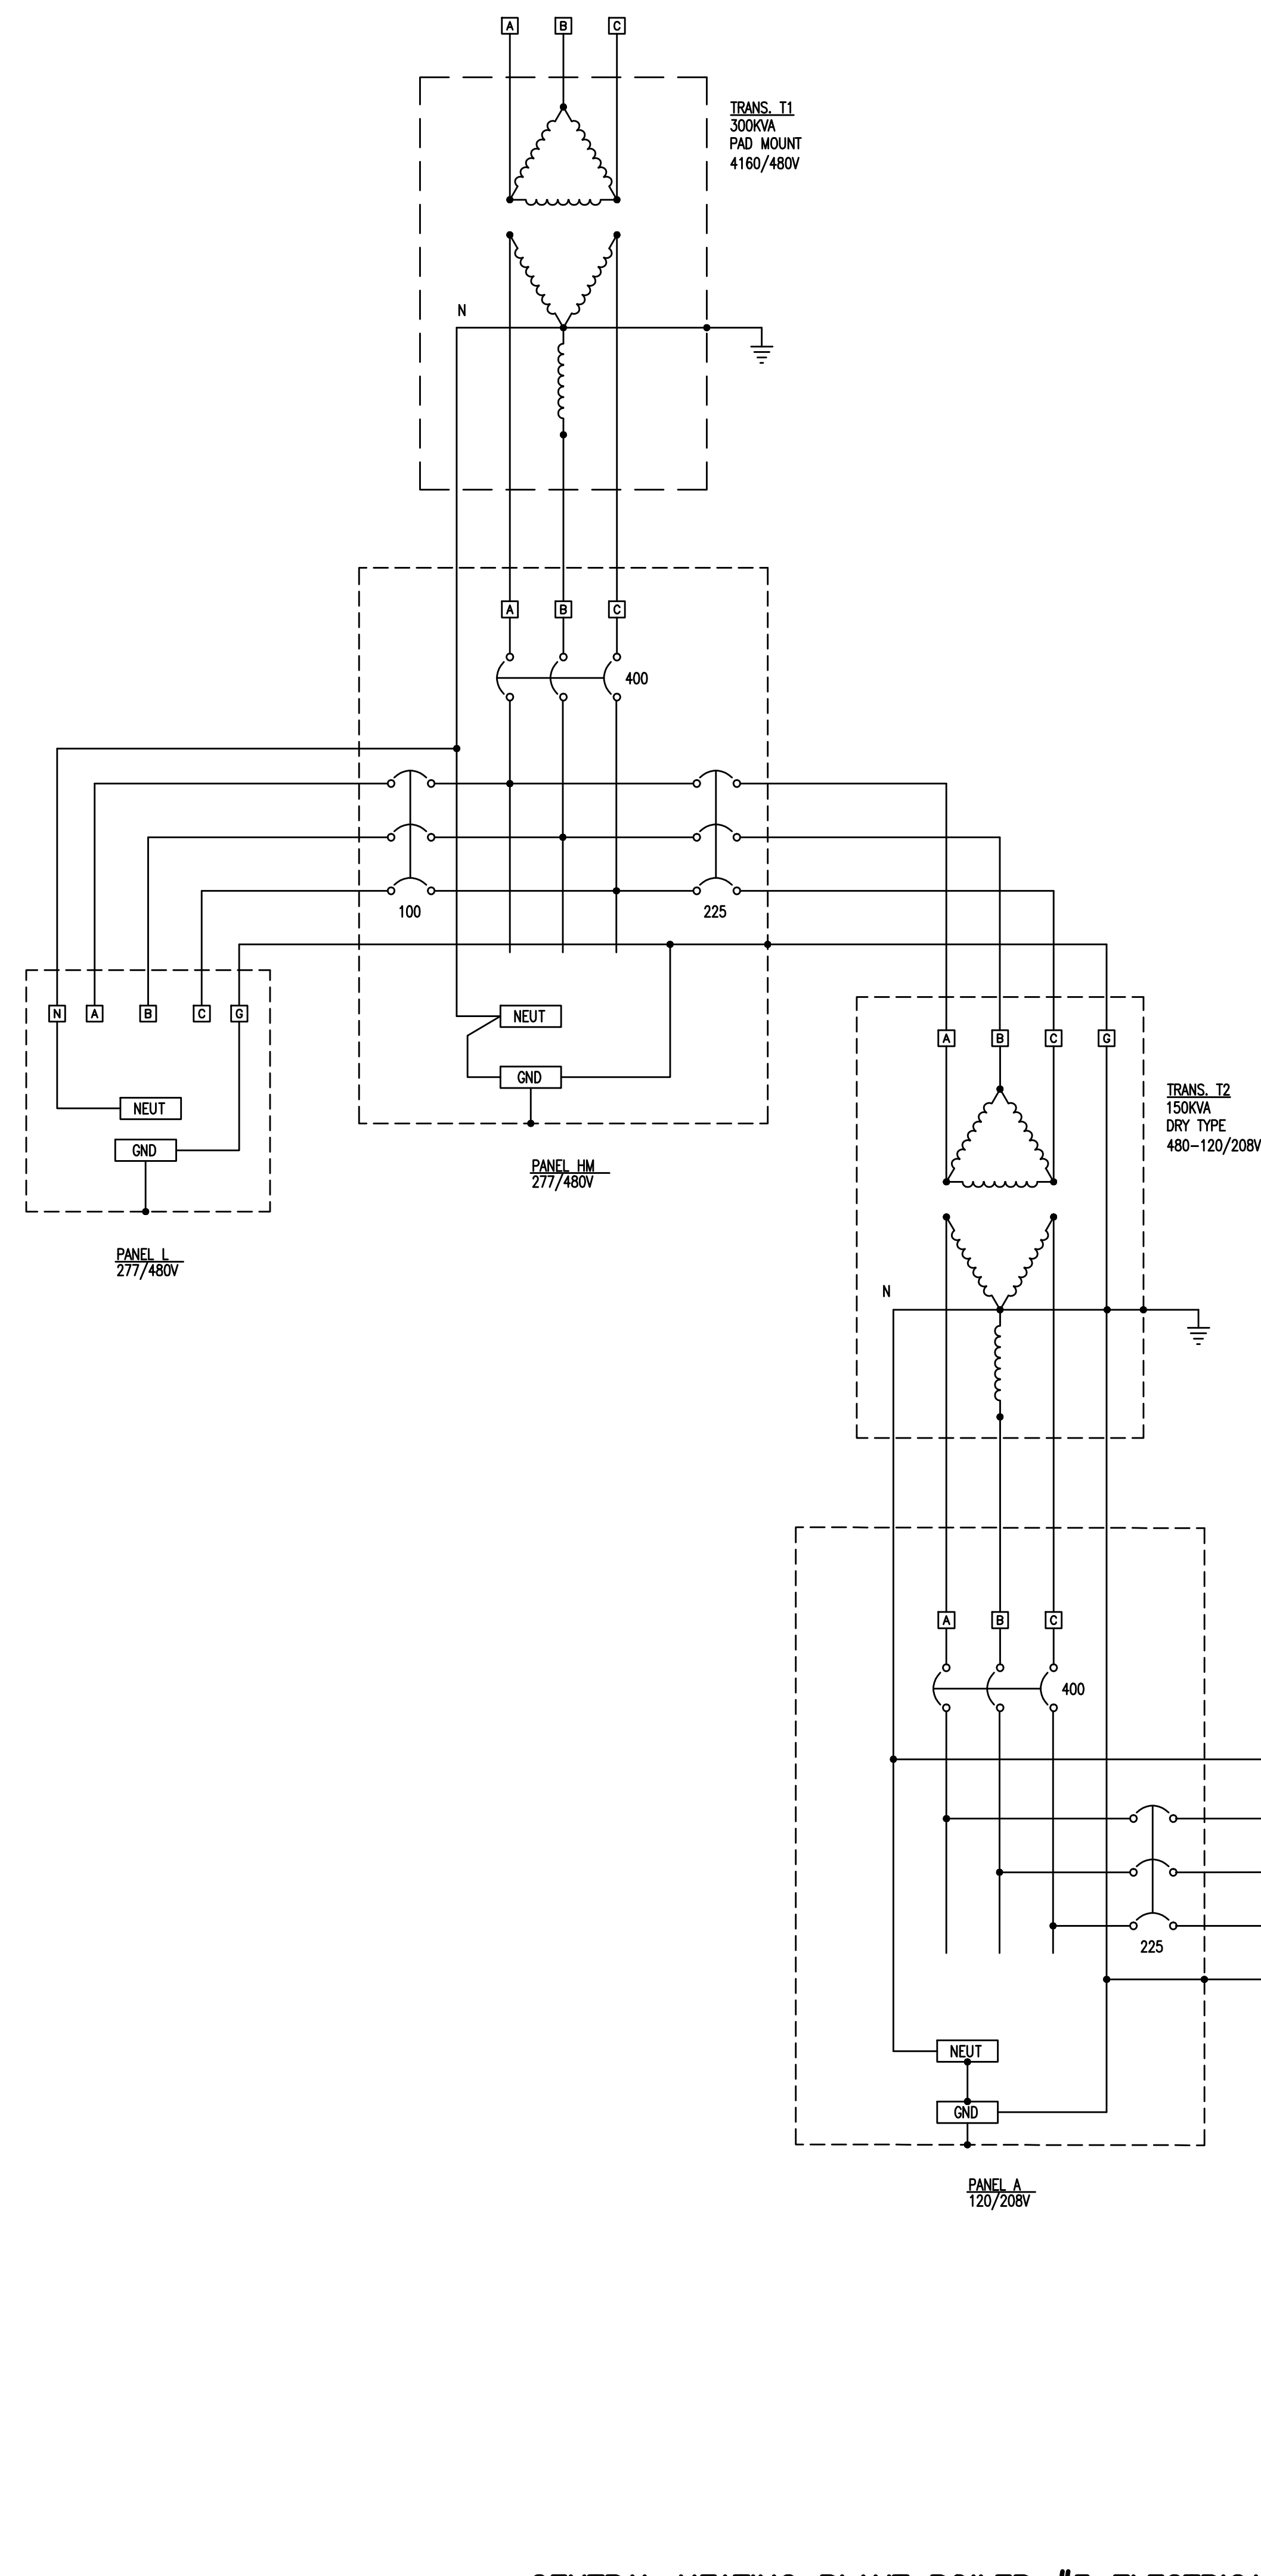 A B C
TRANS. T1
300KVA
PAD MOUNT
4160/480V
N
A B C
400
100
225
N A B C G
NEUT
GND
PANEL HM
277/480V
NEUT
GND
PANEL L
277/480V
A B C G
TRANS. T2
150KVA
DRY TYPE
480-120/208V
N
A B C
400
225
NEUT
GND
PANEL A
120/208V